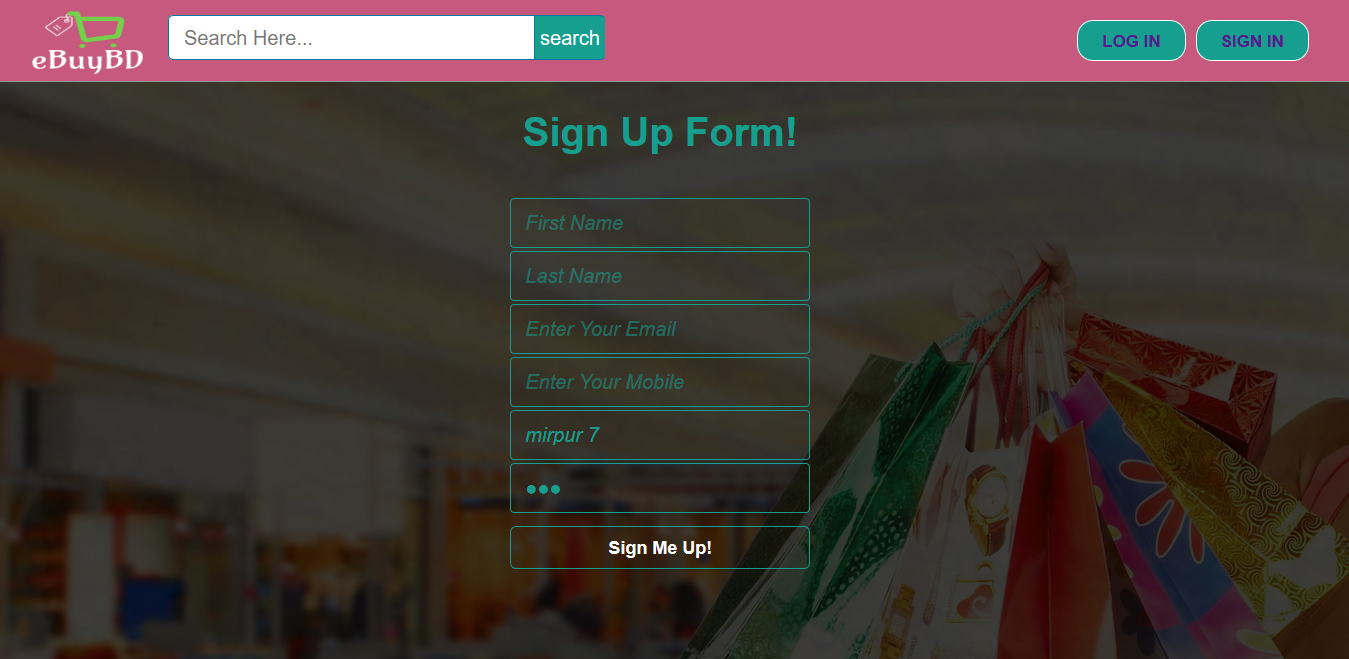 eBuyBD
Search Here...
search
LOG IN
SIGN IN
Sign Up Form!
First Name
Last Name
Enter Your Email
Enter Your Mobile
mirpur 7
•••
Sign Me Up!